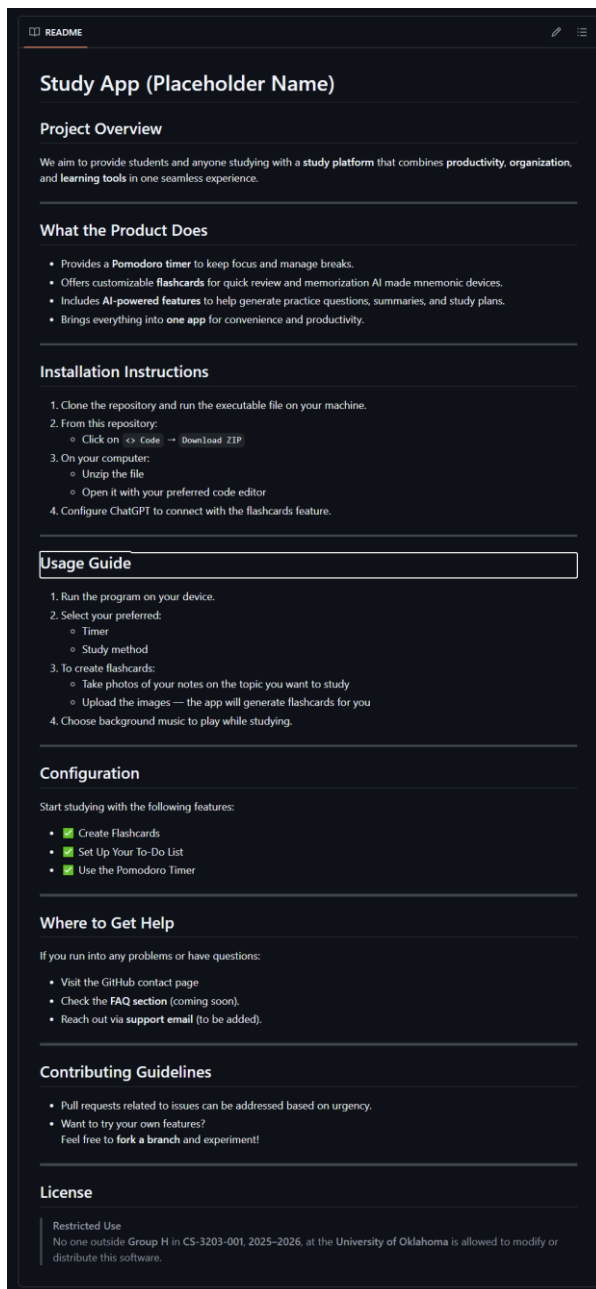 README
Study App (Placeholder Name)
Project Overview
We aim to provide students and anyone studying with a study platform that combines productivity, organization,
and learning tools in one seamless experience.
What the Product Does
• Provides a Pomodoro timer to keep focus and manage breaks.
• Offers customizable flashcards for quick review and memorization AI made mnemonic devices.
• Includes AI-powered features to help generate practice questions, summaries, and study plans.
• Brings everything into one app for convenience and productivity.
Installation Instructions
1. Clone the repository and run the executable file on your machine.
2. From this repository:
◦ Click on <> Code → Download ZIP
3. On your computer:
◦ Unzip the file
◦ Open it with your preferred code editor
4. Configure ChatGPT to connect with the flashcards feature.
Usage Guide
1. Run the program on your device.
2. Select your preferred:
◦ Timer
◦ Study method
3. To create flashcards:
◦ Take photos of your notes on the topic you want to study
◦ Upload the images — the app will generate flashcards for you
4. Choose background music to play while studying.
Configuration
Start studying with the following features:
• ✅ Create Flashcards
• ✅ Set Up Your To-Do List
• ✅ Use the Pomodoro Timer
Where to Get Help
If you run into any problems or have questions:
• Visit the GitHub contact page
• Check the FAQ section (coming soon).
• Reach out via support email (to be added).
Contributing Guidelines
• Pull requests related to issues can be addressed based on urgency.
• Want to try your own features?
Feel free to fork a branch and experiment!
License
Restricted Use
No one outside Group H in CS-3203-001, 2025–2026, at the University of Oklahoma is allowed to modify or
distribute this software.